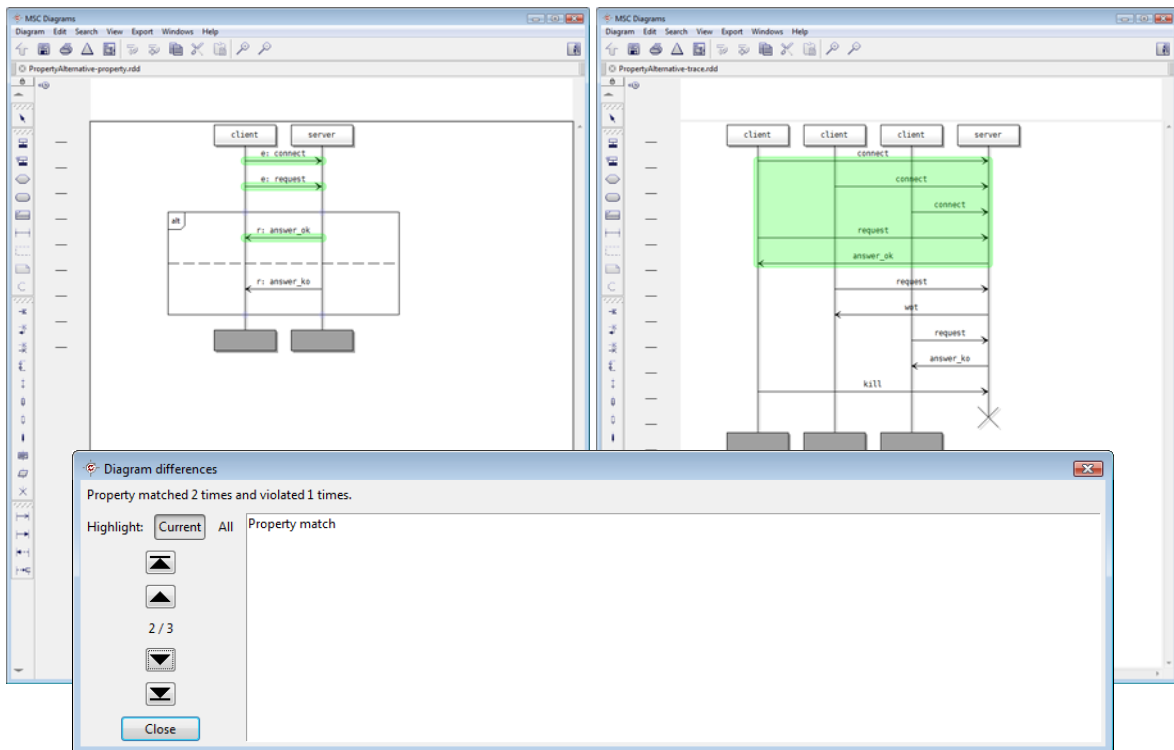 MSC Diagrams
Diagram Edit Search View Export Windows Help
PropertyAlternative-property.rdd
client server
e: connect
e: request
alt
r: answer_ok
r: answer_ko
MSC Diagrams
Diagram Edit Search View Export Windows Help
PropertyAlternative-trace.rdd
client client client server
connect
connect
connect
request
answer_ok
request
wet
request
answer_ko
kill
Diagram differences
Property matched 2 times and violated 1 times.
Highlight: Current All
Property match
2 / 3
Close